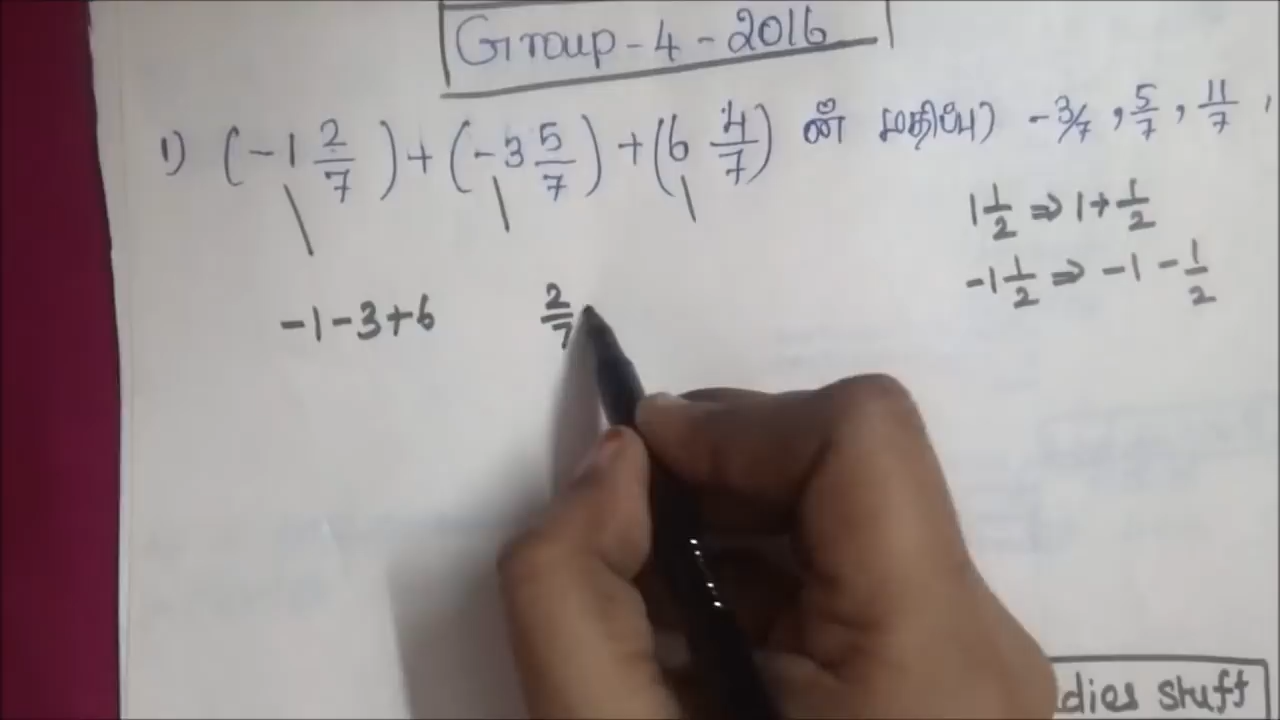 Group - 4 - 2016
1) (-1 2/7) + (-3 5/7) + (6 4/7) ன் மதிப்பு) -3/7, 5/7, 11/7,
1 1/2 ⇒ 1 + 1/2
-1 1/2 ⇒ -1 - 1/2
-1-3+6 2/7
dies stuff